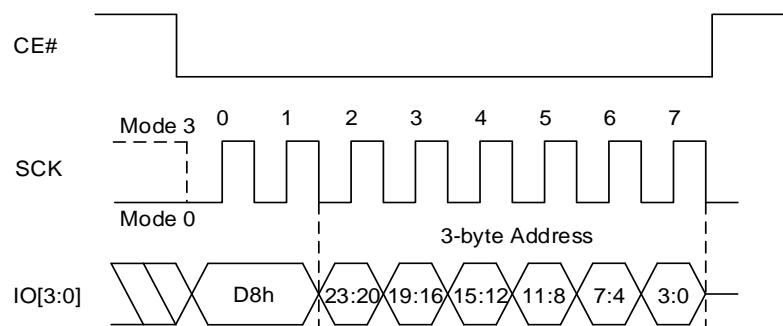 CE#
Mode 3
0 1 2 3 4 5 6 7
SCK
Mode 0
3-byte Address
IO[3:0]
D8h 23:20 19:16 15:12 11:8 7:4 3:0